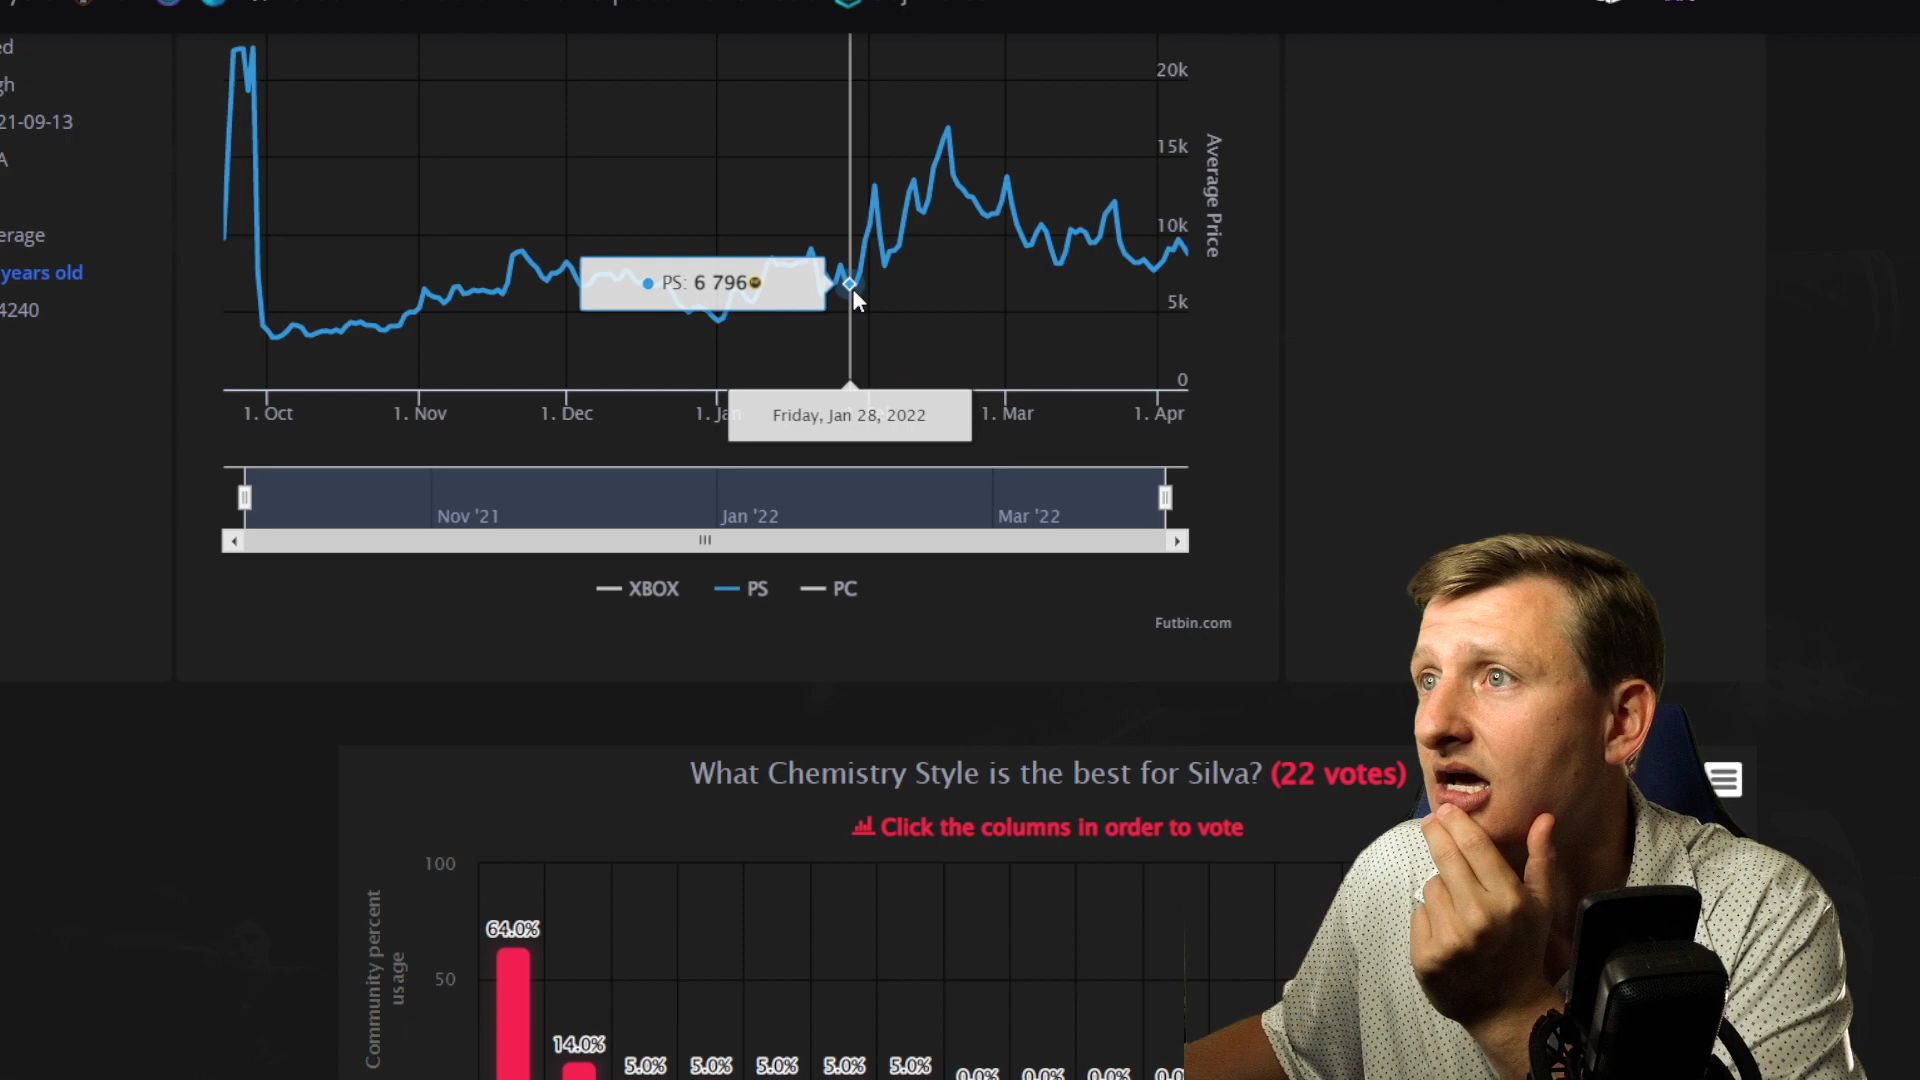 ed
gh
21-09-13
A
erage
years old
4240
20k
15k
10k
5k
0
Average Price
PS: 6 796
1. Oct
1. Nov
1. Dec
1. Jan
1. Mar
1. Apr
Friday, Jan 28, 2022
Nov '21
Jan '22
Mar '22
XBOX
PS
PC
Futbin.com
What Chemistry Style is the best for Silva? (22 votes)
Click the columns in order to vote
Community percent
usage
100
50
64.0%
14.0%
5.0%
5.0%
5.0%
5.0%
5.0%
0.0%
0.0%
0.0%